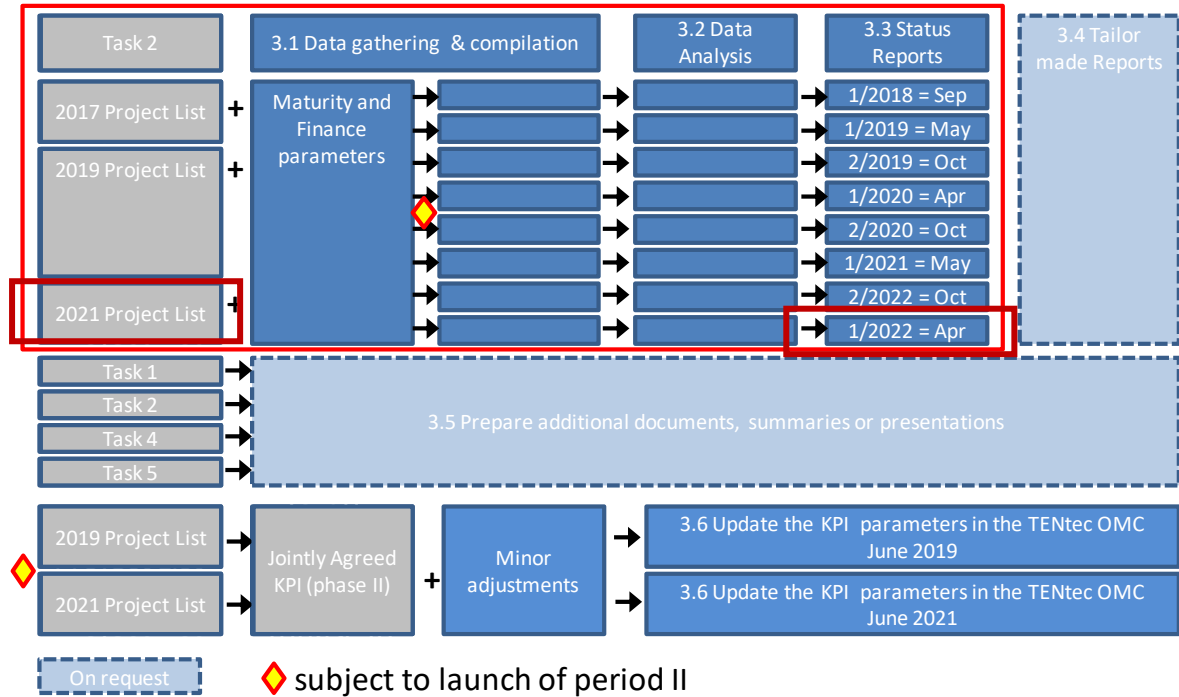 Task 2
3.1 Data gathering & compilation
3.2 Data
Analysis
3.3 Status
Reports
3.4 Tailor
made Reports
2017 Project List
+
Maturity and
Finance
parameters
1/2018 = Sep
1/2019 = May
2019 Project List
+
2/2019 = Oct
1/2020 = Apr
2/2020 = Oct
1/2021 = May
2021 Project List
+
2/2022 = Oct
1/2022 = Apr
Task 1
Task 2
Task 4
Task 5
3.5 Prepare additional documents, summaries or presentations
2019 Project List
2021 Project List
Jointly Agreed
KPI (phase II)
+
Minor
adjustments
3.6 Update the KPI parameters in the TENtec OMC
June 2019
3.6 Update the KPI parameters in the TENtec OMC
June 2021
On request
subject to launch of period II